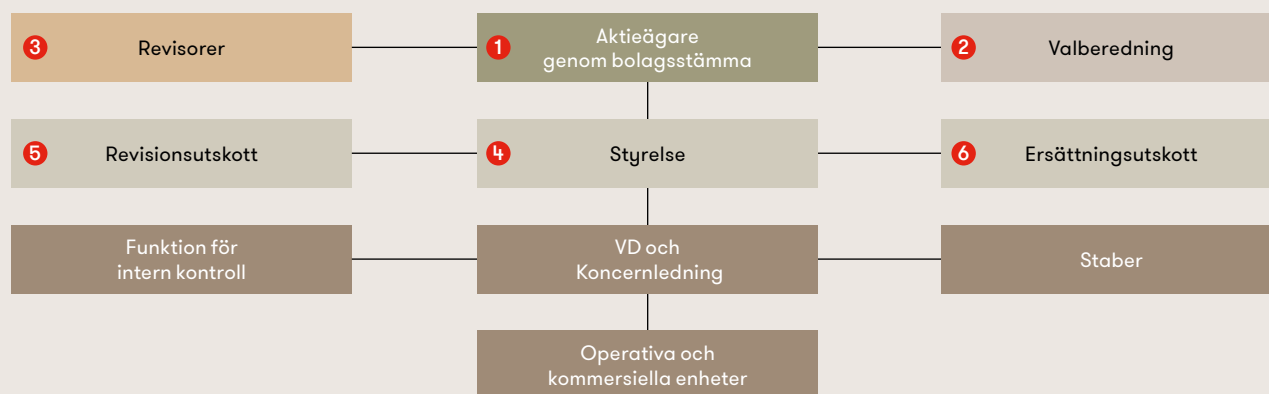 3 Revisorer
1 Aktieägare
genom bolagsstämma
2 Valberedning
5 Revisionsutskott
4 Styrelse
6 Ersättningsutskott
Funktion för
intern kontroll
VD och
Koncernledning
Staber
Operativa och
kommersiella enheter